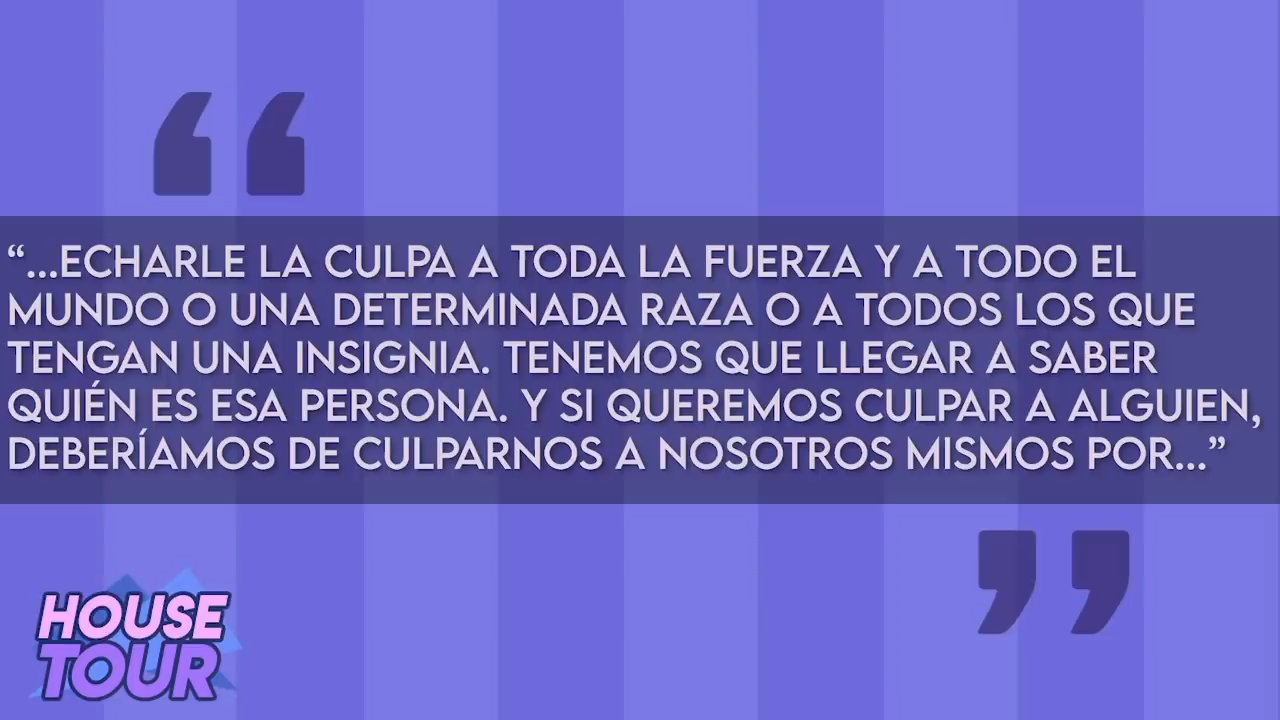 “...ECHARLE LA CULPA A TODA LA FUERZA Y A TODO EL
MUNDO O UNA DETERMINADA RAZA O A TODOS LOS QUE
TENGAN UNA INSIGNIA. TENEMOS QUE LLEGAR A SABER
QUIÉN ES ESA PERSONA. Y SI QUEREMOS CULPAR A ALGUIEN,
DEBERÍAMOS DE CULPARNOS A NOSOTROS MISMOS POR...”
HOUSE
TOUR